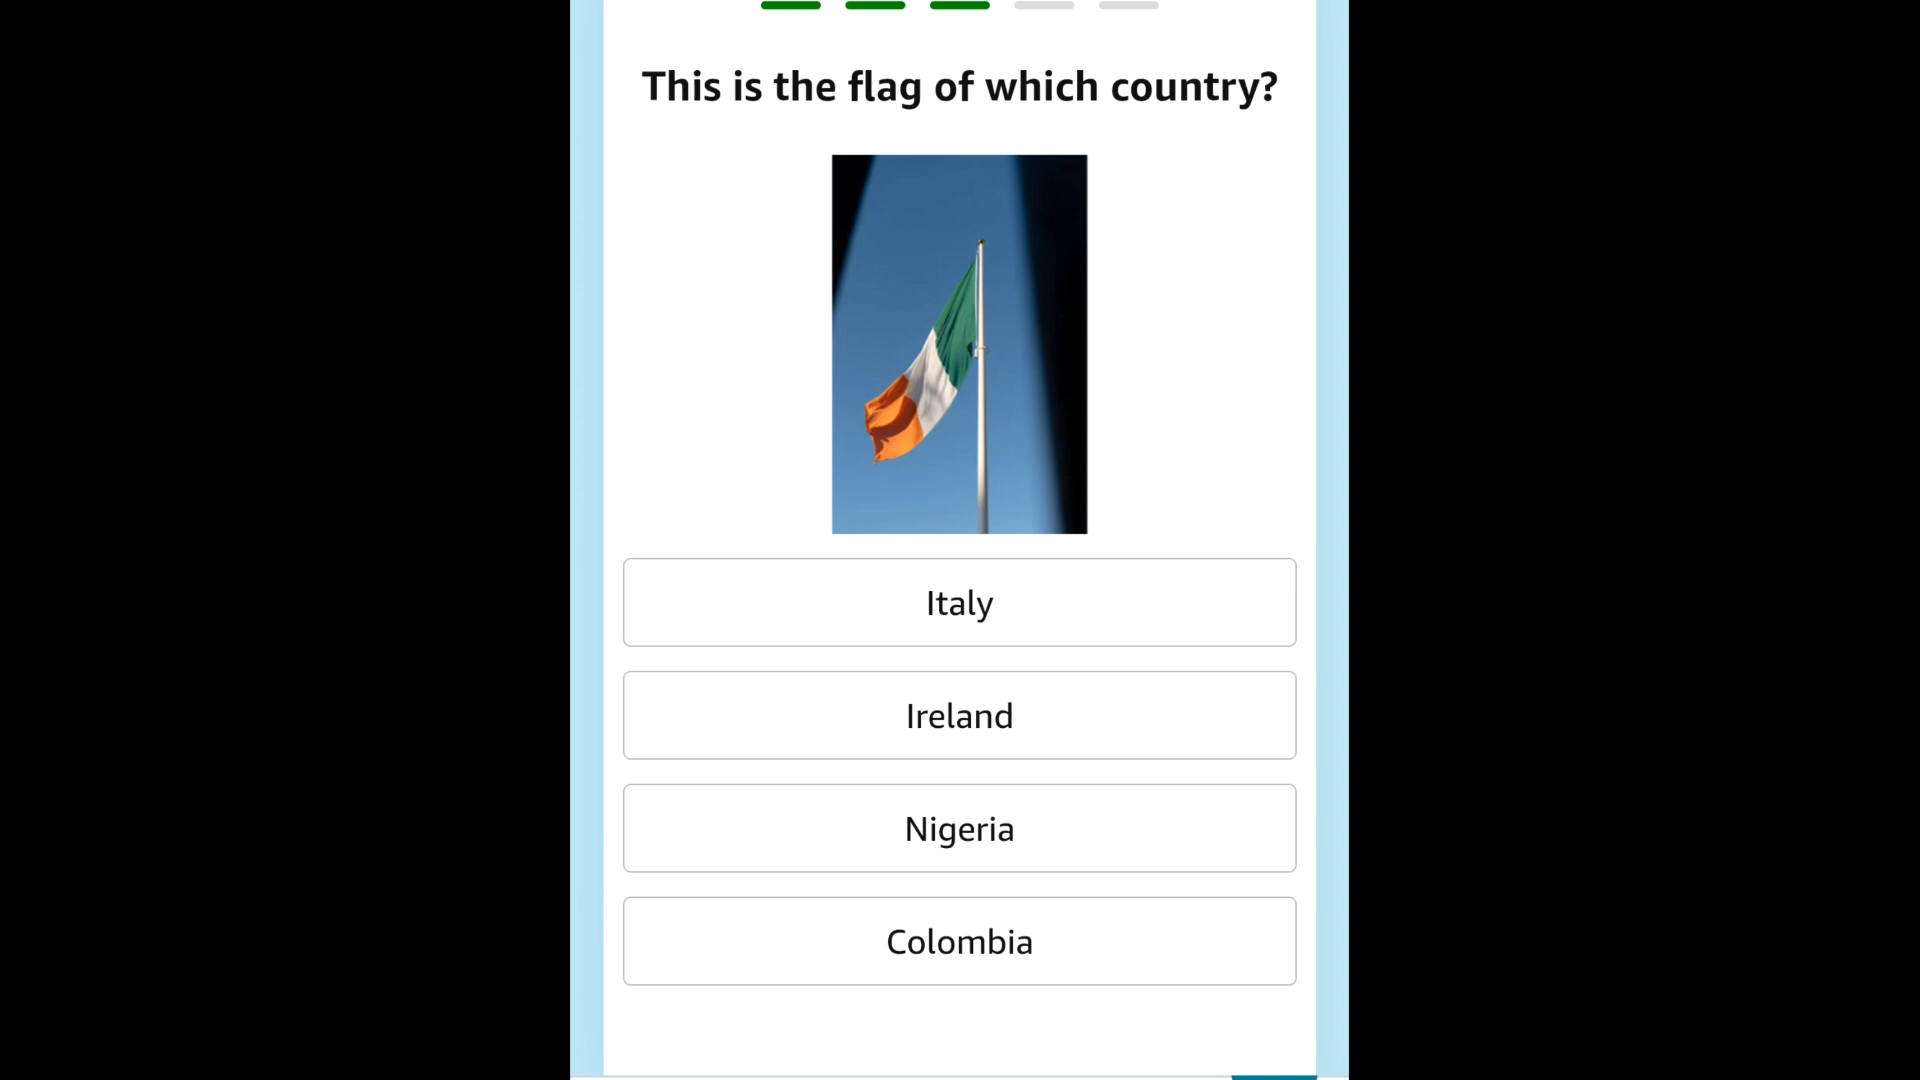 This is the flag of which country?
Italy
Ireland
Nigeria
Colombia